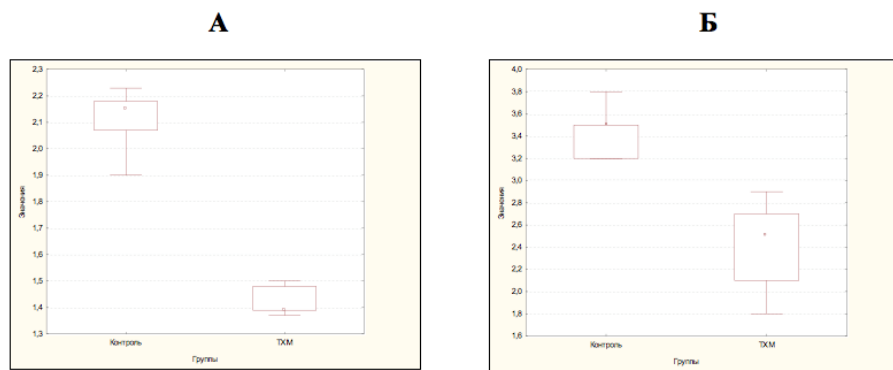 А
Б
2,3
2,2
2,1
2,0
1,9
1,8
1,7
1,6
1,5
1,4
1,3
Значения
Контроль
ТХМ
Группы
4,0
3,8
3,6
3,4
3,2
3,0
2,8
2,6
2,4
2,2
2,0
1,8
1,6
Значения
Контроль
ТХМ
Группы